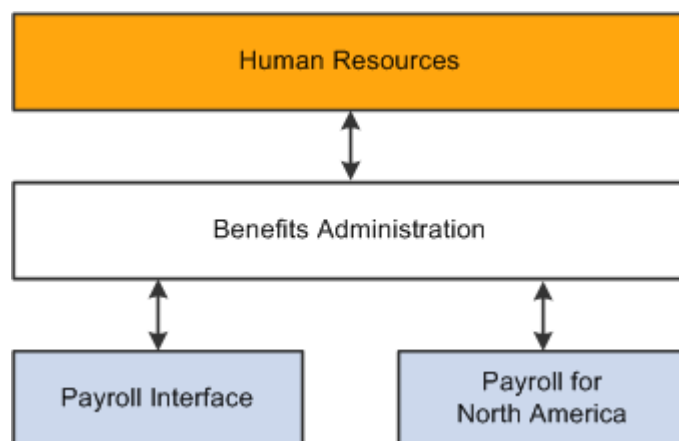 Human Resources
Benefits Administration
Payroll Interface
Payroll for
North America